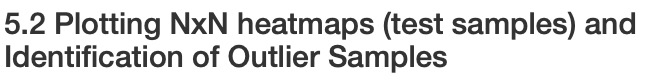 5.2 Plotting NxN heatmaps (test samples) and
Identification of Outlier Samples